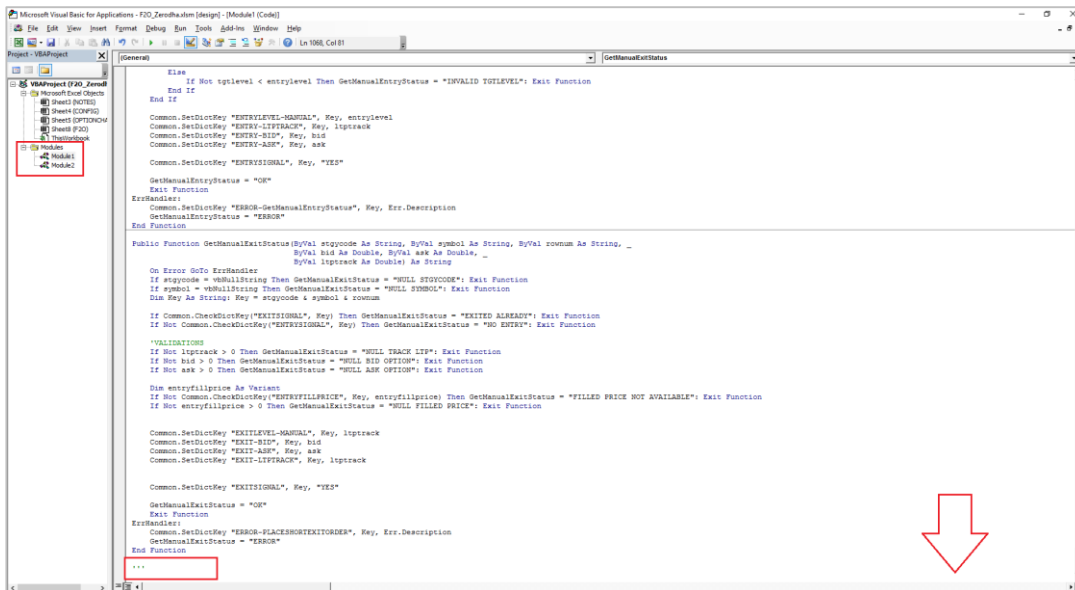 Microsoft Visual Basic for Applications - F2O_Zerodha.xlsm [design] - [Module1 (Code)]
File Edit View Insert Format Debug Run Tools Add-Ins Window Help
Ln 1068, Col 81
Project - VBAProject
(General) GetManualExitStatus
VBAProject (F2O_Zerodl
Microsoft Excel Objects
Sheet3 (NOTES)
Sheet4 (CONFIG)
Sheet5 (OPTIONCHA
Sheet8 (F2O)
ThisWorkbook
Modules
Module1
Module2
Else
If Not tgtlevel < entrylevel Then GetManualEntryStatus = "INVALID TGTLEVEL": Exit Function
End If
End If
Common.SetDictKey "ENTRYLEVEL-MANUAL", Key, entrylevel
Common.SetDictKey "ENTRY-LTPTRACK", Key, ltptrack
Common.SetDictKey "ENTRY-BID", Key, bid
Common.SetDictKey "ENTRY-ASK", Key, ask
Common.SetDictKey "ENTRYSIGNAL", Key, "YES"
GetManualEntryStatus = "OK"
Exit Function
ErrHandler:
Common.SetDictKey "ERROR-GetManualEntryStatus", Key, Err.Description
GetManualEntryStatus = "ERROR"
End Function
Public Function GetManualExitStatus(ByVal stgycode As String, ByVal symbol As String, ByVal rownum As String, _
ByVal bid As Double, ByVal ask As Double, _
ByVal ltptrack As Double) As String
On Error GoTo ErrHandler
If stgycode = vbNullString Then GetManualExitStatus = "NULL STGYCODE": Exit Function
If symbol = vbNullString Then GetManualExitStatus = "NULL SYMBOL": Exit Function
Dim Key As String: Key = stgycode & symbol & rownum
If Common.CheckDictKey("EXITSIGNAL", Key) Then GetManualExitStatus = "EXITED ALREADY": Exit Function
If Not Common.CheckDictKey("ENTRYSIGNAL", Key) Then GetManualExitStatus = "NO ENTRY": Exit Function
'VALIDATIONS
If Not ltptrack > 0 Then GetManualExitStatus = "NULL TRACK LTP": Exit Function
If Not bid > 0 Then GetManualExitStatus = "NULL BID OPTION": Exit Function
If Not ask > 0 Then GetManualExitStatus = "NULL ASK OPTION": Exit Function
Dim entryfillprice As Variant
If Not Common.CheckDictKey("ENTRYFILLPRICE", Key, entryfillprice) Then GetManualExitStatus = "FILLED PRICE NOT AVAILABLE": Exit Function
If Not entryfillprice > 0 Then GetManualExitStatus = "NULL FILLED PRICE": Exit Function
Common.SetDictKey "EXITLEVEL-MANUAL", Key, ltptrack
Common.SetDictKey "EXIT-BID", Key, bid
Common.SetDictKey "EXIT-ASK", Key, ask
Common.SetDictKey "EXIT-LTPTRACK", Key, ltptrack
Common.SetDictKey "EXITSIGNAL", Key, "YES"
GetManualExitStatus = "OK"
Exit Function
ErrHandler:
Common.SetDictKey "ERROR-PLACESHORTEXITORDER", Key, Err.Description
GetManualExitStatus = "ERROR"
End Function
'''